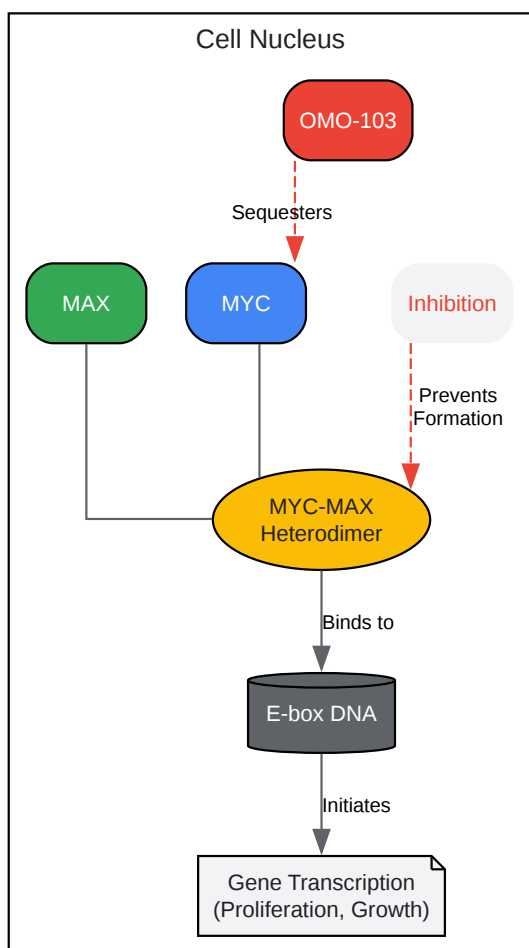 Cell Nucleus
OMO-103
Sequesters
MAX
MYC
Inhibition
Prevents
Formation
MYC-MAX
Heterodimer
Binds to
E-box DNA
Initiates
Gene Transcription
(Proliferation, Growth)